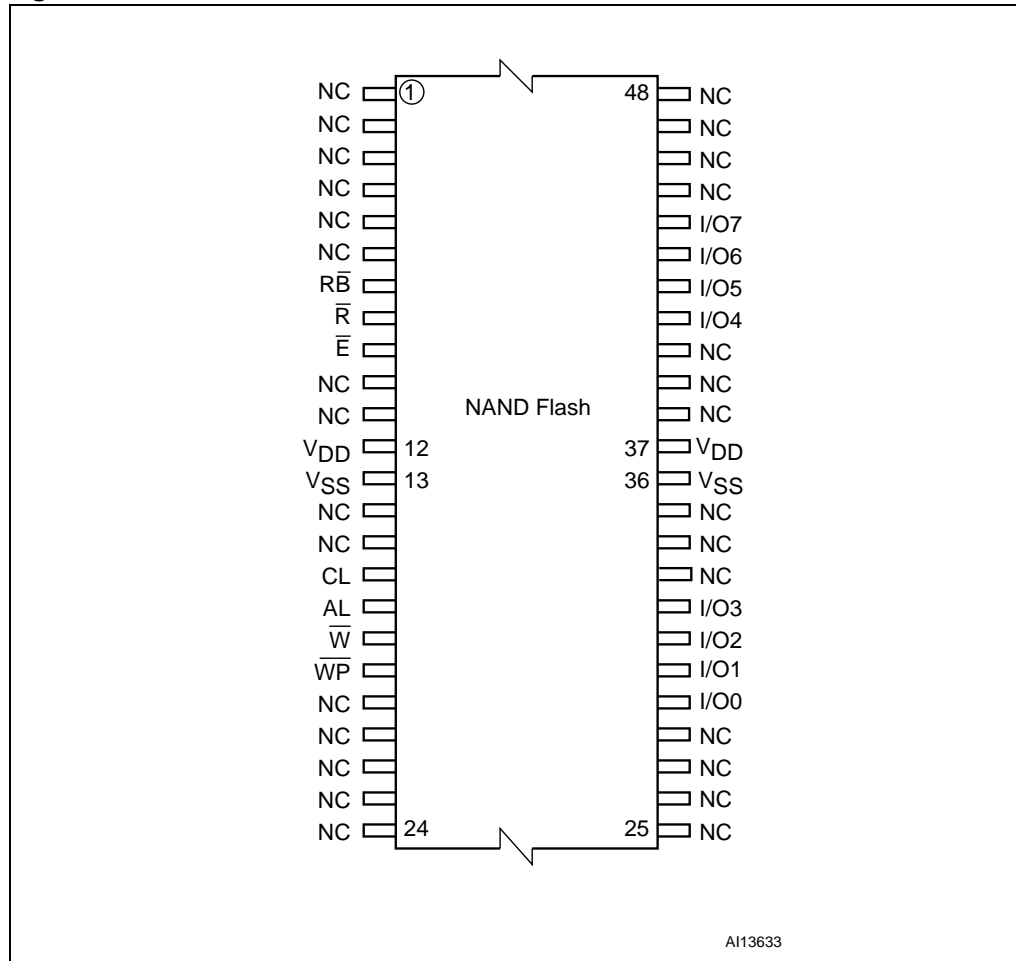 NC 1 48 NC
NC NC
NC NC
NC NC
NC I/O7
NC I/O6
RB̅ I/O5
R̅ I/O4
E̅ NC
NC NC
NC NAND Flash NC
VDD 12 37 VDD
VSS 13 36 VSS
NC NC
NC NC
CL NC
AL I/O3
W̅ I/O2
W̅P̅ I/O1
NC I/O0
NC NC
NC NC
NC NC
NC 24 25 NC
AI13633